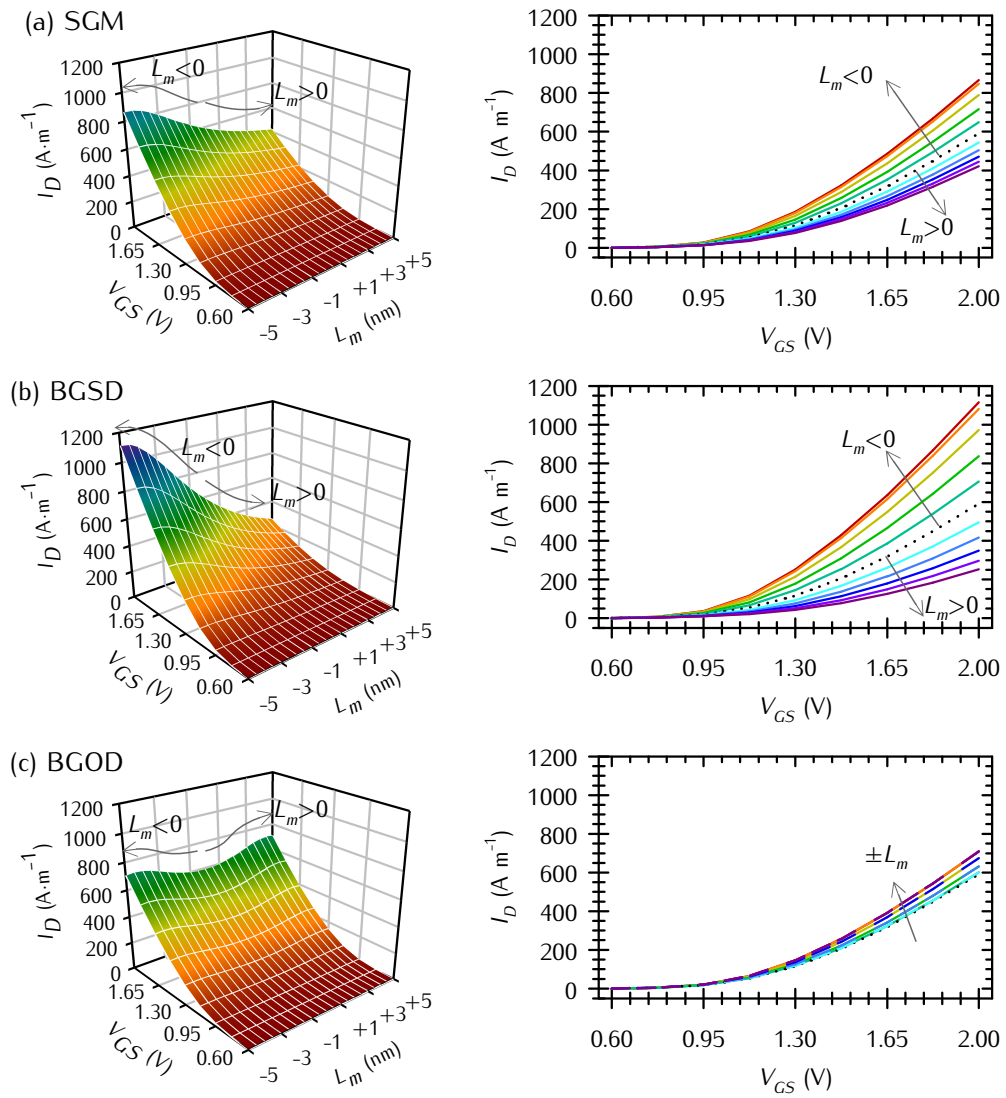 (a) SGM
1200
1000
800
600
400
200
0
I_D (A·m⁻¹)
L_m<0
L_m>0
1.65
1.30
0.95
0.60
V_GS (V)
-5
-3
-1
+1
+3
+5
L_m (nm)
1200
1000
800
600
400
200
0
I_D (A m⁻¹)
L_m<0
L_m>0
0.60 0.95 1.30 1.65 2.00
V_GS (V)
(b) BGSD
1200
1000
800
600
400
200
0
I_D (A·m⁻¹)
L_m<0
L_m>0
1.65
1.30
0.95
0.60
V_GS (V)
-5
-3
-1
+1
+3
+5
L_m (nm)
1200
1000
800
600
400
200
0
I_D (A m⁻¹)
L_m<0
L_m>0
0.60 0.95 1.30 1.65 2.00
V_GS (V)
(c) BGOD
1200
1000
800
600
400
200
0
I_D (A·m⁻¹)
L_m<0
L_m>0
1.65
1.30
0.95
0.60
V_GS (V)
-5
-3
-1
+1
+3
+5
L_m (nm)
1200
1000
800
600
400
200
0
I_D (A m⁻¹)
±L_m
0.60 0.95 1.30 1.65 2.00
V_GS (V)